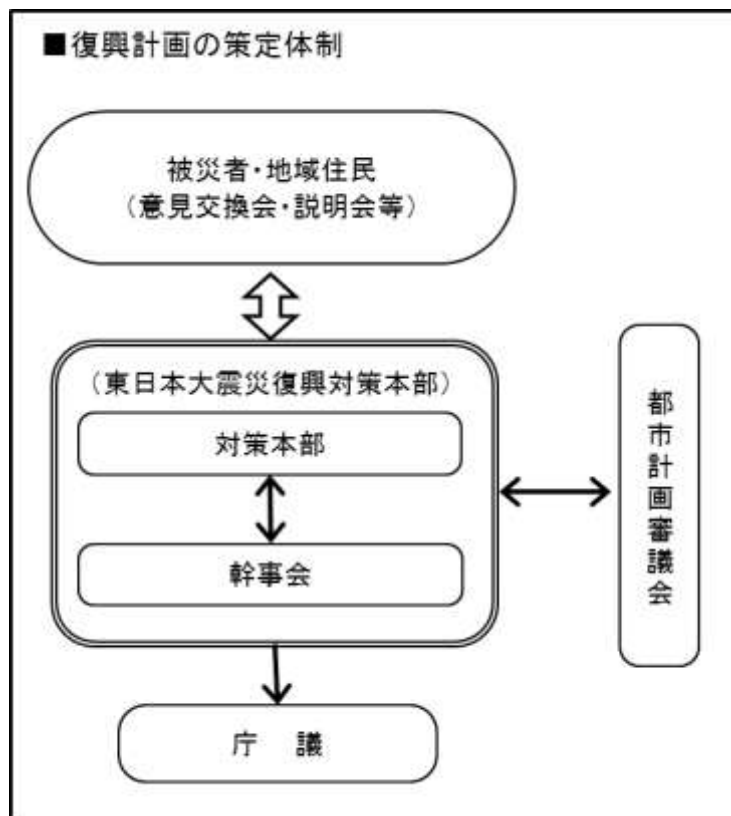 ■復興計画の策定体制
被災者・地域住民
（意見交換会・説明会等）
（東日本大震災復興対策本部）
対策本部
幹事会
都市計画審議会
庁　議